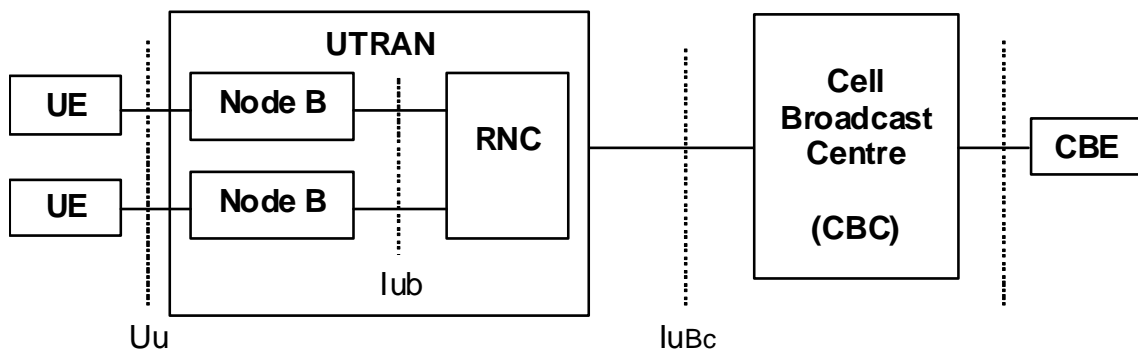 UTRAN
UE
Node B
RNC
UE
Node B
Iub
Uu
IuBc
Cell
Broadcast
Centre
(CBC)
CBE